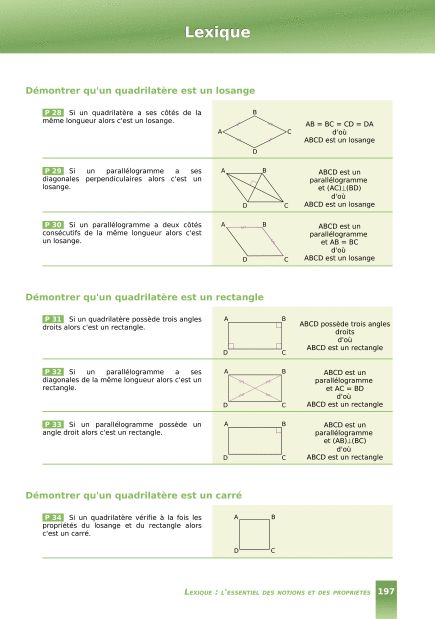 Lexique
Démontrer qu'un quadrilatère est un losange
P 28 Si un quadrilatère a ses côtés de la
même longueur alors c'est un losange.
A
B
C
D
AB = BC = CD = DA
d'où
ABCD est un losange
P 29 Si un parallélogramme a ses
diagonales perpendiculaires alors c'est un
losange.
A
B
D
C
ABCD est un
parallélogramme
et (AC)⊥(BD)
d'où
ABCD est un losange
P 30 Si un parallélogramme a deux côtés
consécutifs de la même longueur alors c'est
un losange.
A
B
D
C
ABCD est un
parallélogramme
et AB = BC
d'où
ABCD est un losange
Démontrer qu'un quadrilatère est un rectangle
P 31 Si un quadrilatère possède trois angles
droits alors c'est un rectangle.
A
B
D
C
ABCD possède trois angles
droits
d'où
ABCD est un rectangle
P 32 Si un parallélogramme a ses
diagonales de la même longueur alors c'est un
rectangle.
A
B
D
C
ABCD est un
parallélogramme
et AC = BD
d'où
ABCD est un rectangle
P 33 Si un parallélogramme possède un
angle droit alors c'est un rectangle.
A
B
D
C
ABCD est un
parallélogramme
et (AB)⊥(BC)
d'où
ABCD est un rectangle
Démontrer qu'un quadrilatère est un carré
P 34 Si un quadrilatère vérifie à la fois les
propriétés du losange et du rectangle alors
c'est un carré.
A
B
D
C
LEXIQUE : L'ESSENTIEL DES NOTIONS ET DES PROPRIÉTÉS 197